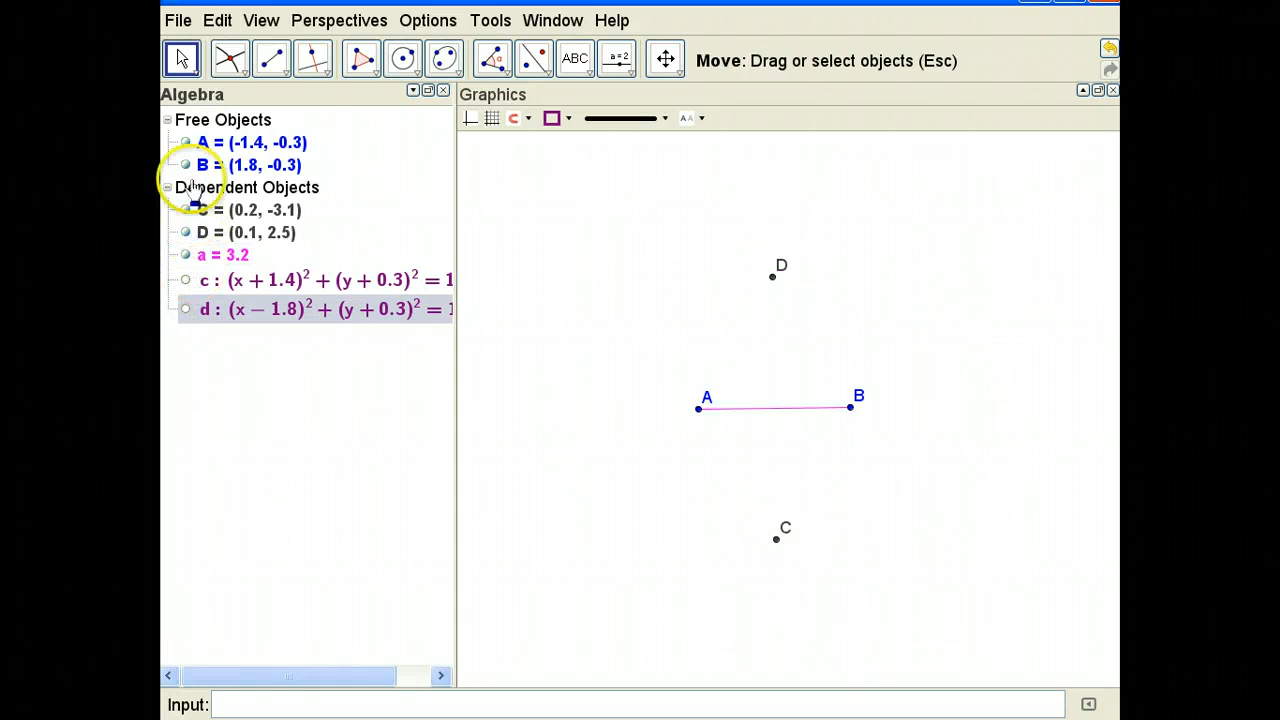 File Edit View Perspectives Options Tools Window Help
ABC a=2 Move: Drag or select objects (Esc)
Algebra
Graphics
Free Objects
A = (-1.4, -0.3)
B = (1.8, -0.3)
Dependent Objects
C = (0.2, -3.1)
D = (0.1, 2.5)
a = 3.2
c : (x + 1.4)² + (y + 0.3)² = 1
d : (x − 1.8)² + (y + 0.3)² = 1
D
A
B
C
Input: